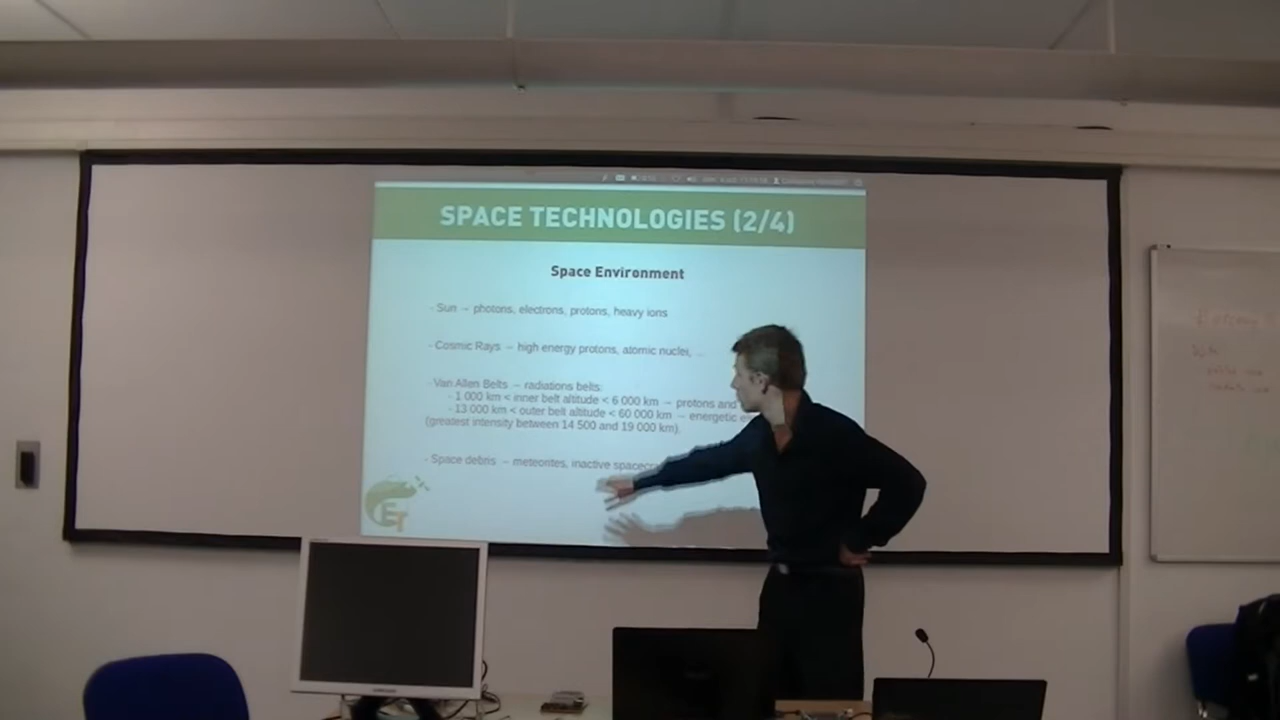 SPACE TECHNOLOGIES (2/4)
Space Environment
- Sun → photons, electrons, protons, heavy ions
- Cosmic Rays → high energy protons, atomic nuclei, ...
- Van Allen Belts → radiations belts:
- 1 000 km < inner belt altitude < 6 000 km → protons and
- 13 000 km < outer belt altitude < 60 000 km → energetic
(greatest intensity between 14 500 and 19 000 km).
- Space debris → meteorites, inactive
ET